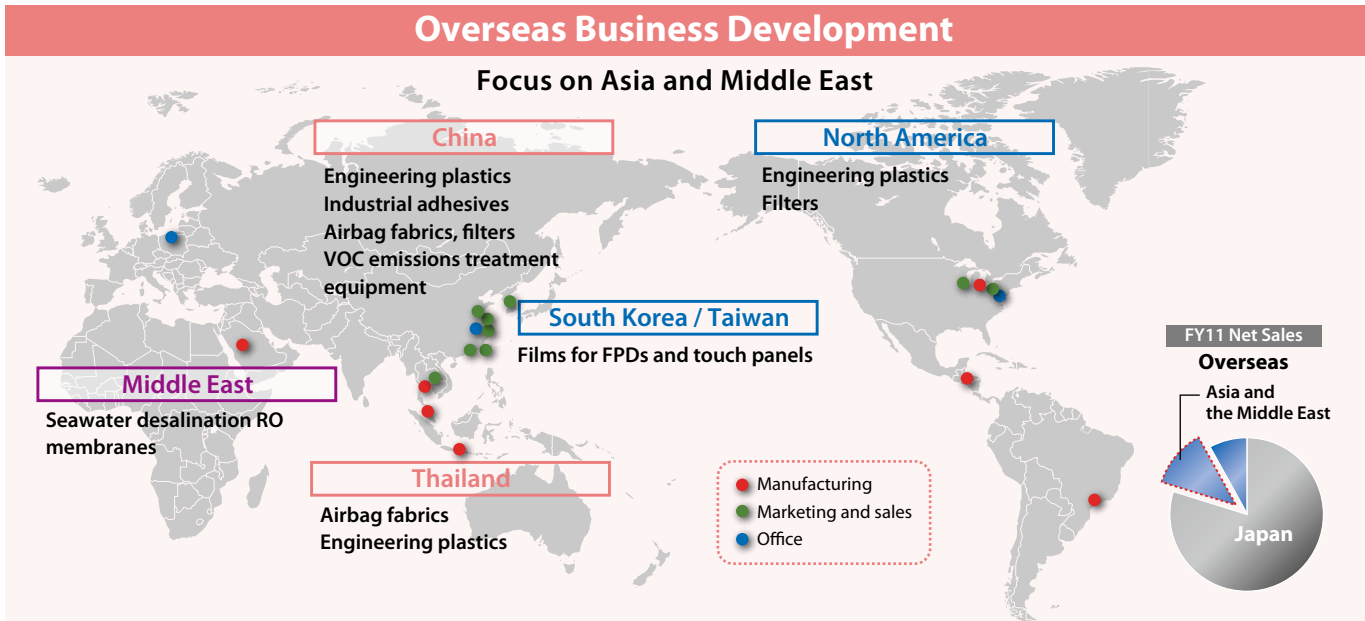 Overseas Business Development
Focus on Asia and Middle East
China
Engineering plastics
Industrial adhesives
Airbag fabrics, filters
VOC emissions treatment
equipment
North America
Engineering plastics
Filters
South Korea / Taiwan
Films for FPDs and touch panels
Middle East
Seawater desalination RO
membranes
Thailand
Airbag fabrics
Engineering plastics
Manufacturing
Marketing and sales
Office
FY11 Net Sales
Overseas
Asia and
the Middle East
Japan